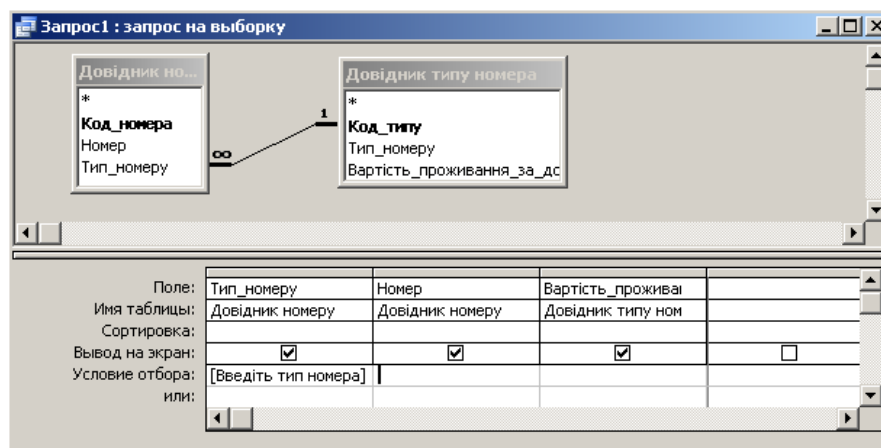 Запрос1 : запрос на выборку
Довідник но...
*
Код_номера
Номер
Тип_номеру
∞
1
Довідник типу номера
*
Код_типу
Тип_номеру
Вартість_проживання_за_дс
Поле: Тип_номеру Номер Вартість_проживаı
Имя таблицы: Довідник номеру Довідник номеру Довідник типу ном
Сортировка:
Вывод на экран:
Условие отбора: [Введіть тип номера]
или: